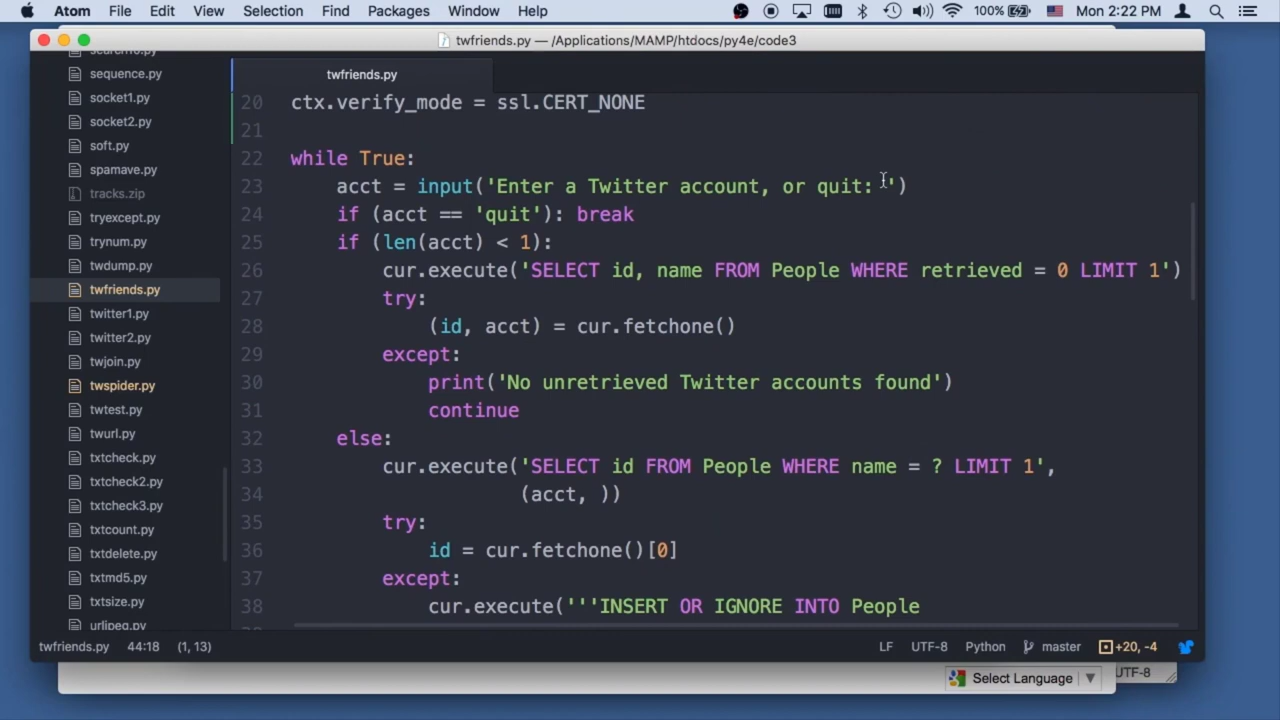 Atom File Edit View Selection Find Packages Window Help 100% Mon 2:22 PM
twfriends.py — /Applications/MAMP/htdocs/py4e/code3
twfriends.py
sequence.py
socket1.py
socket2.py
soft.py
spamave.py
tracks.zip
tryexcept.py
trynum.py
twdump.py
twfriends.py
twitter1.py
twitter2.py
twjoin.py
twspider.py
twtest.py
twurl.py
txtcheck.py
txtcheck2.py
txtcheck3.py
txtcount.py
txtdelete.py
txtmd5.py
txtsize.py
urljpeg.py
20 ctx.verify_mode = ssl.CERT_NONE
21
22 while True:
23 acct = input('Enter a Twitter account, or quit: ')
24 if (acct == 'quit'): break
25 if (len(acct) < 1):
26 cur.execute('SELECT id, name FROM People WHERE retrieved = 0 LIMIT 1')
27 try:
28 (id, acct) = cur.fetchone()
29 except:
30 print('No unretrieved Twitter accounts found')
31 continue
32 else:
33 cur.execute('SELECT id FROM People WHERE name = ? LIMIT 1',
34 (acct, ))
35 try:
36 id = cur.fetchone()[0]
37 except:
38 cur.execute('''INSERT OR IGNORE INTO People
twfriends.py 44:18 (1, 13) LF UTF-8 Python master +20, -4
Select Language ▼ UTF-8